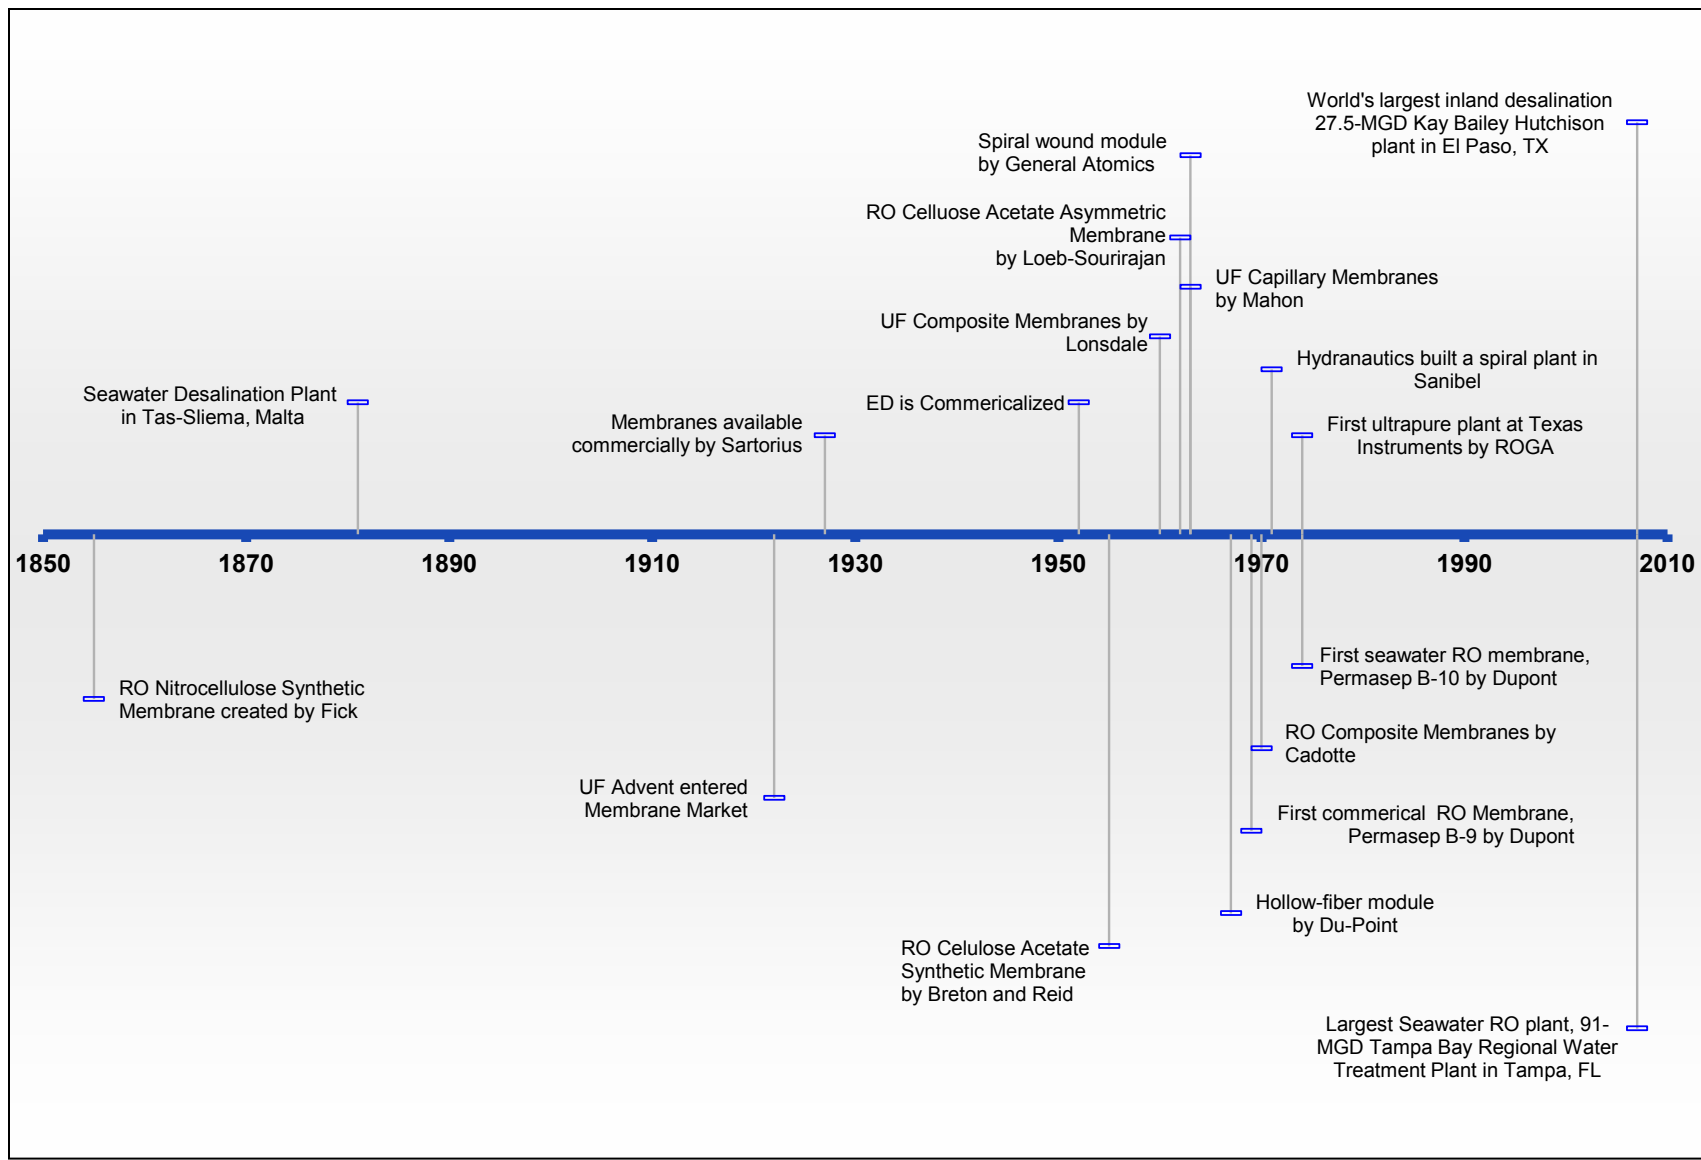 World's largest inland desalination
27.5-MGD Kay Bailey Hutchison
plant in El Paso, TX
Spiral wound module
by General Atomics
RO Celluose Acetate Asymmetric
Membrane
by Loeb-Sourirajan
UF Capillary Membranes
by Mahon
UF Composite Membranes by
Lonsdale
Hydranautics built a spiral plant in
Sanibel
Seawater Desalination Plant
in Tas-Sliema, Malta
ED is Commericalized
Membranes available
commercially by Sartorius
First ultrapure plant at Texas
Instruments by ROGA
1850 1870 1890 1910 1930 1950 1970 1990 2010
First seawater RO membrane,
Permasep B-10 by Dupont
RO Nitrocellulose Synthetic
Membrane created by Fick
RO Composite Membranes by
Cadotte
UF Advent entered
Membrane Market
First commerical RO Membrane,
Permasep B-9 by Dupont
Hollow-fiber module
by Du-Point
RO Celulose Acetate
Synthetic Membrane
by Breton and Reid
Largest Seawater RO plant, 91-
MGD Tampa Bay Regional Water
Treatment Plant in Tampa, FL